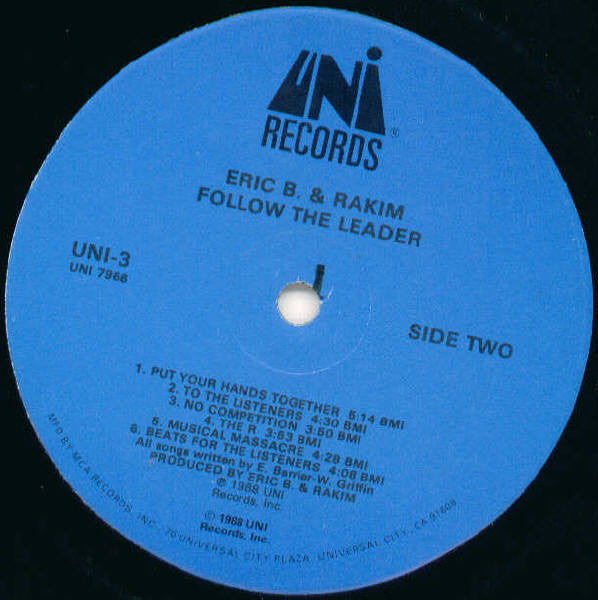 UNI
RECORDS ®
ERIC B. & RAKIM
FOLLOW THE LEADER
UNI-3
UNI 7966
SIDE TWO
1. PUT YOUR HANDS TOGETHER 5:14 BMI
2. TO THE LISTENERS 4:30 BMI
3. NO COMPETITION 3:50 BMI
4. THE R 3:53 BMI
5. MUSICAL MASSACRE 4:28 BMI
6. BEATS FOR THE LISTENERS 4:08 BMI
All songs written by E. Barrier-W. Griffin
PRODUCED BY ERIC B. & RAKIM
℗ 1988 UNI
Records, Inc.
© 1988 UNI
Records, Inc.
MFD BY MCA RECORDS, INC., 70 UNIVERSAL CITY PLAZA, UNIVERSAL CITY, CA 91608